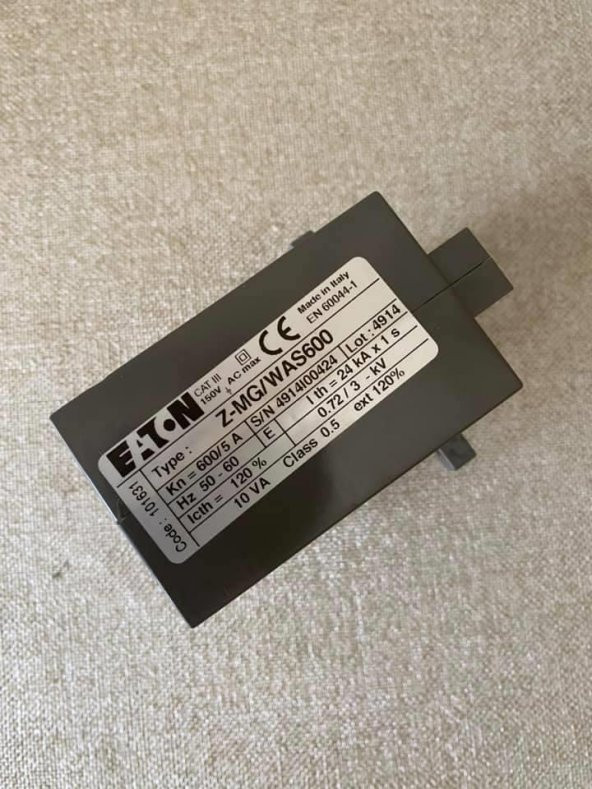 EATON
CAT III
150V AC max
CE
Made in Italy
EN 60044-1
Type : Z-MG/WAS600
Kn = 600/5 A
S/N 4914I00424
Lot : 4914
Hz 50 - 60
E
I th = 24 kA x 1 s
Icth = 120 %
0.72 / 3 - kV
10 VA
Class 0.5
ext 120%
Code : 101631